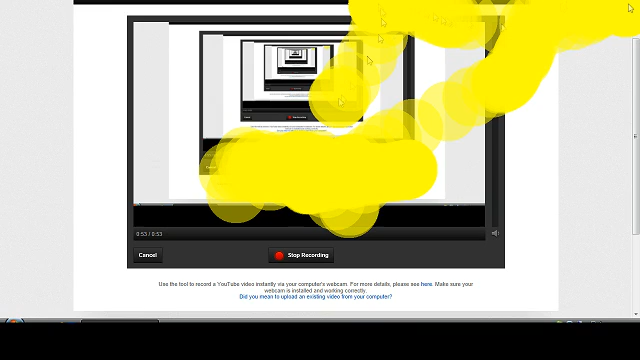 0:53 / 0:53
Cancel
Stop Recording
Use the tool to record a YouTube video instantly via your computer's webcam. For more details, please see here. Make sure your
webcam is installed and working correctly.
Did you mean to upload an existing video from your computer?